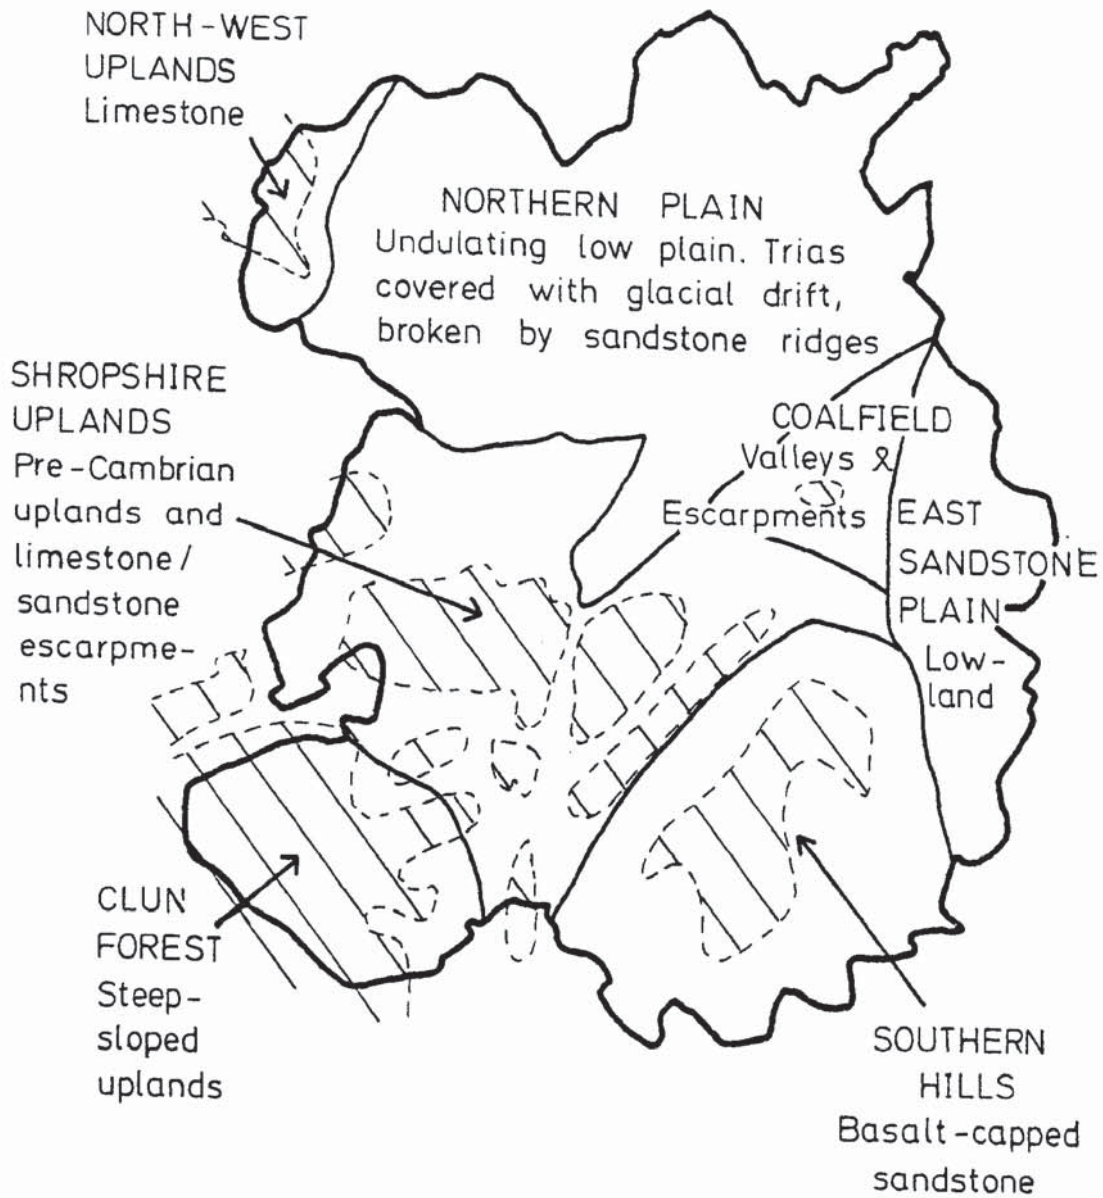 NORTH-WEST
UPLANDS
Limestone
NORTHERN PLAIN
Undulating low plain. Trias
covered with glacial drift,
broken by sandstone ridges
SHROPSHIRE
UPLANDS
Pre-Cambrian
uplands and
limestone/
sandstone
escarpme-
nts
COALFIELD
Valleys &
Escarpments
EAST
SANDSTONE
PLAIN
Low-
land
CLUN
FOREST
Steep-
sloped
uplands
SOUTHERN
HILLS
Basalt-capped
sandstone